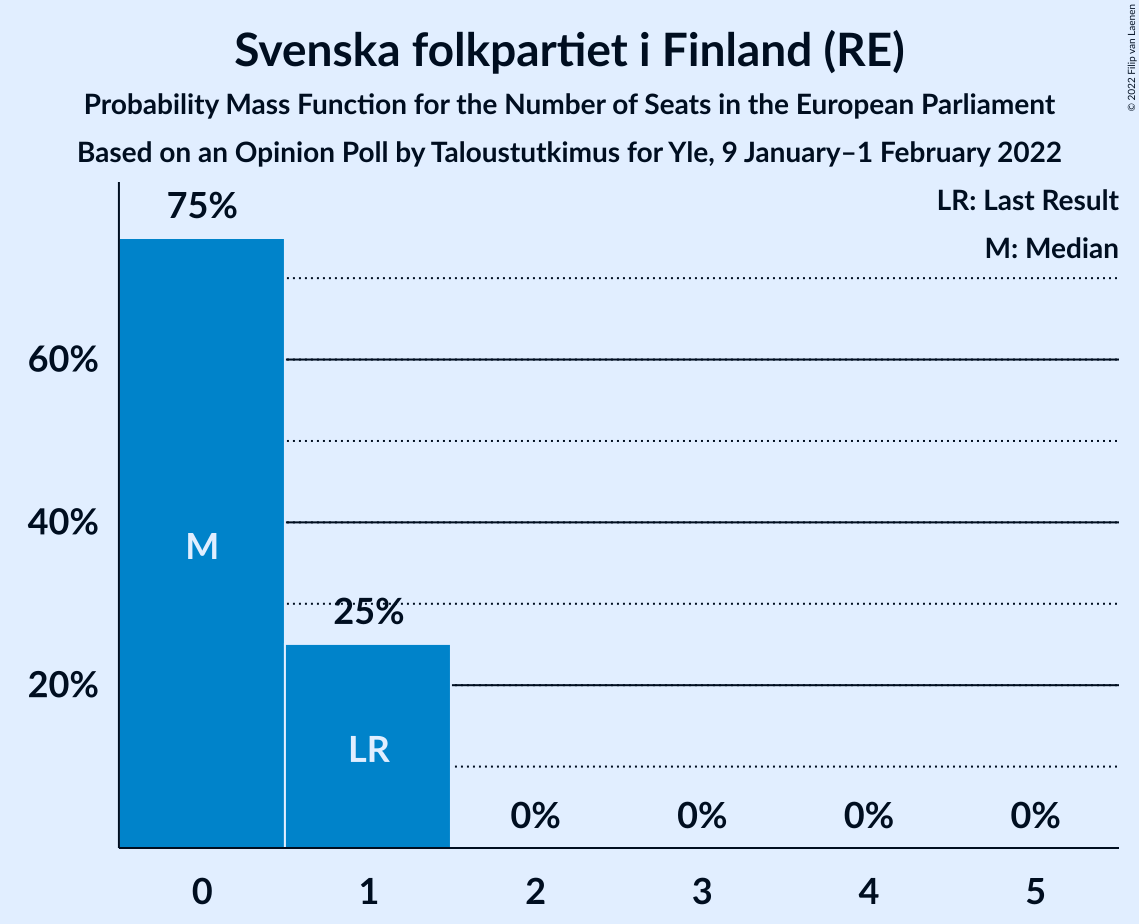 Svenska folkpartiet i Finland (RE)
Probability Mass Function for the Number of Seats in the European Parliament
Based on an Opinion Poll by Taloustutkimus for Yle, 9 January–1 February 2022
© 2022 Filip van Laenen
LR: Last Result
M: Median
75%
60%
40%
20%
M
25%
LR
0% 0% 0% 0%
0 1 2 3 4 5